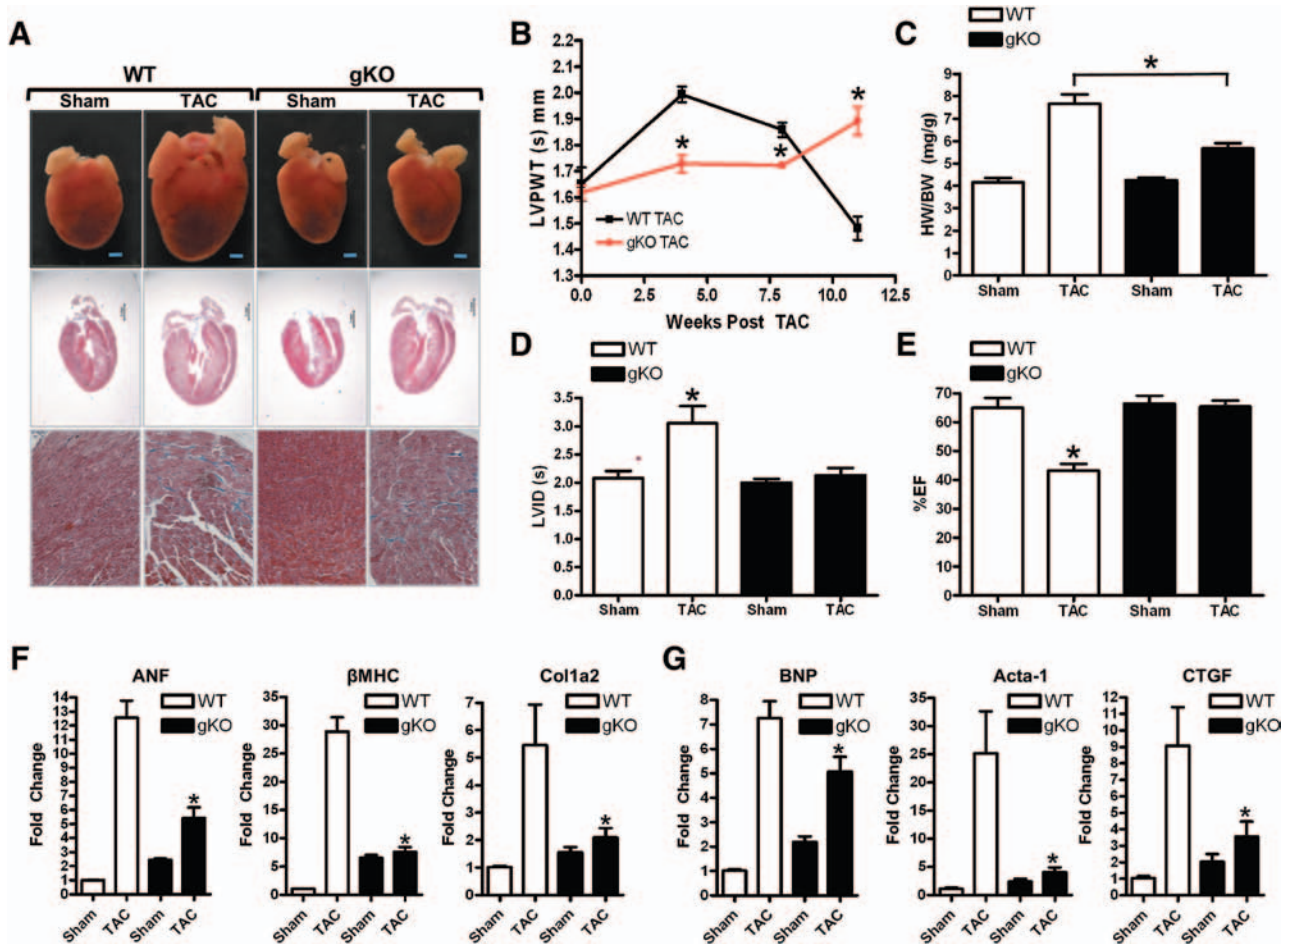 A
WT gKO
Sham TAC Sham TAC
B
LVPWT (s) mm
2.2
2.1
2.0
1.9
1.8
1.7
1.6
1.5
1.4
1.3
0.0 2.5 5.0 7.5 10.0 12.5
Weeks Post TAC
WT TAC
gKO TAC
*
*
*
C
WT
gKO
HW/BW (mg/g)
9
8
7
6
5
4
3
2
1
0
*
Sham TAC Sham TAC
D
WT
gKO
LVID (s)
3.5
3.0
2.5
2.0
1.5
1.0
0.5
0.0
*
*
Sham TAC Sham TAC
E
WT
gKO
%EF
70
60
50
40
30
20
10
0
*
Sham TAC Sham TAC
F
ANF
WT
gKO
Fold Change
14
13
12
11
10
9
8
7
6
5
4
3
2
1
0
*
Sham TAC Sham TAC
βMHC
WT
gKO
Fold Change
35
30
25
20
15
10
5
0
*
Sham TAC Sham TAC
Col1a2
WT
gKO
Fold Change
7
6
5
4
3
2
1
0
*
Sham TAC Sham TAC
G
BNP
WT
gKO
Fold Change
8
7
6
5
4
3
2
1
0
*
Sham TAC Sham TAC
Acta-1
WT
gKO
Fold Change
35
30
25
20
15
10
5
0
*
Sham TAC Sham TAC
CTGF
WT
gKO
Fold Change
12
11
10
9
8
7
6
5
4
3
2
1
0
*
Sham TAC Sham TAC